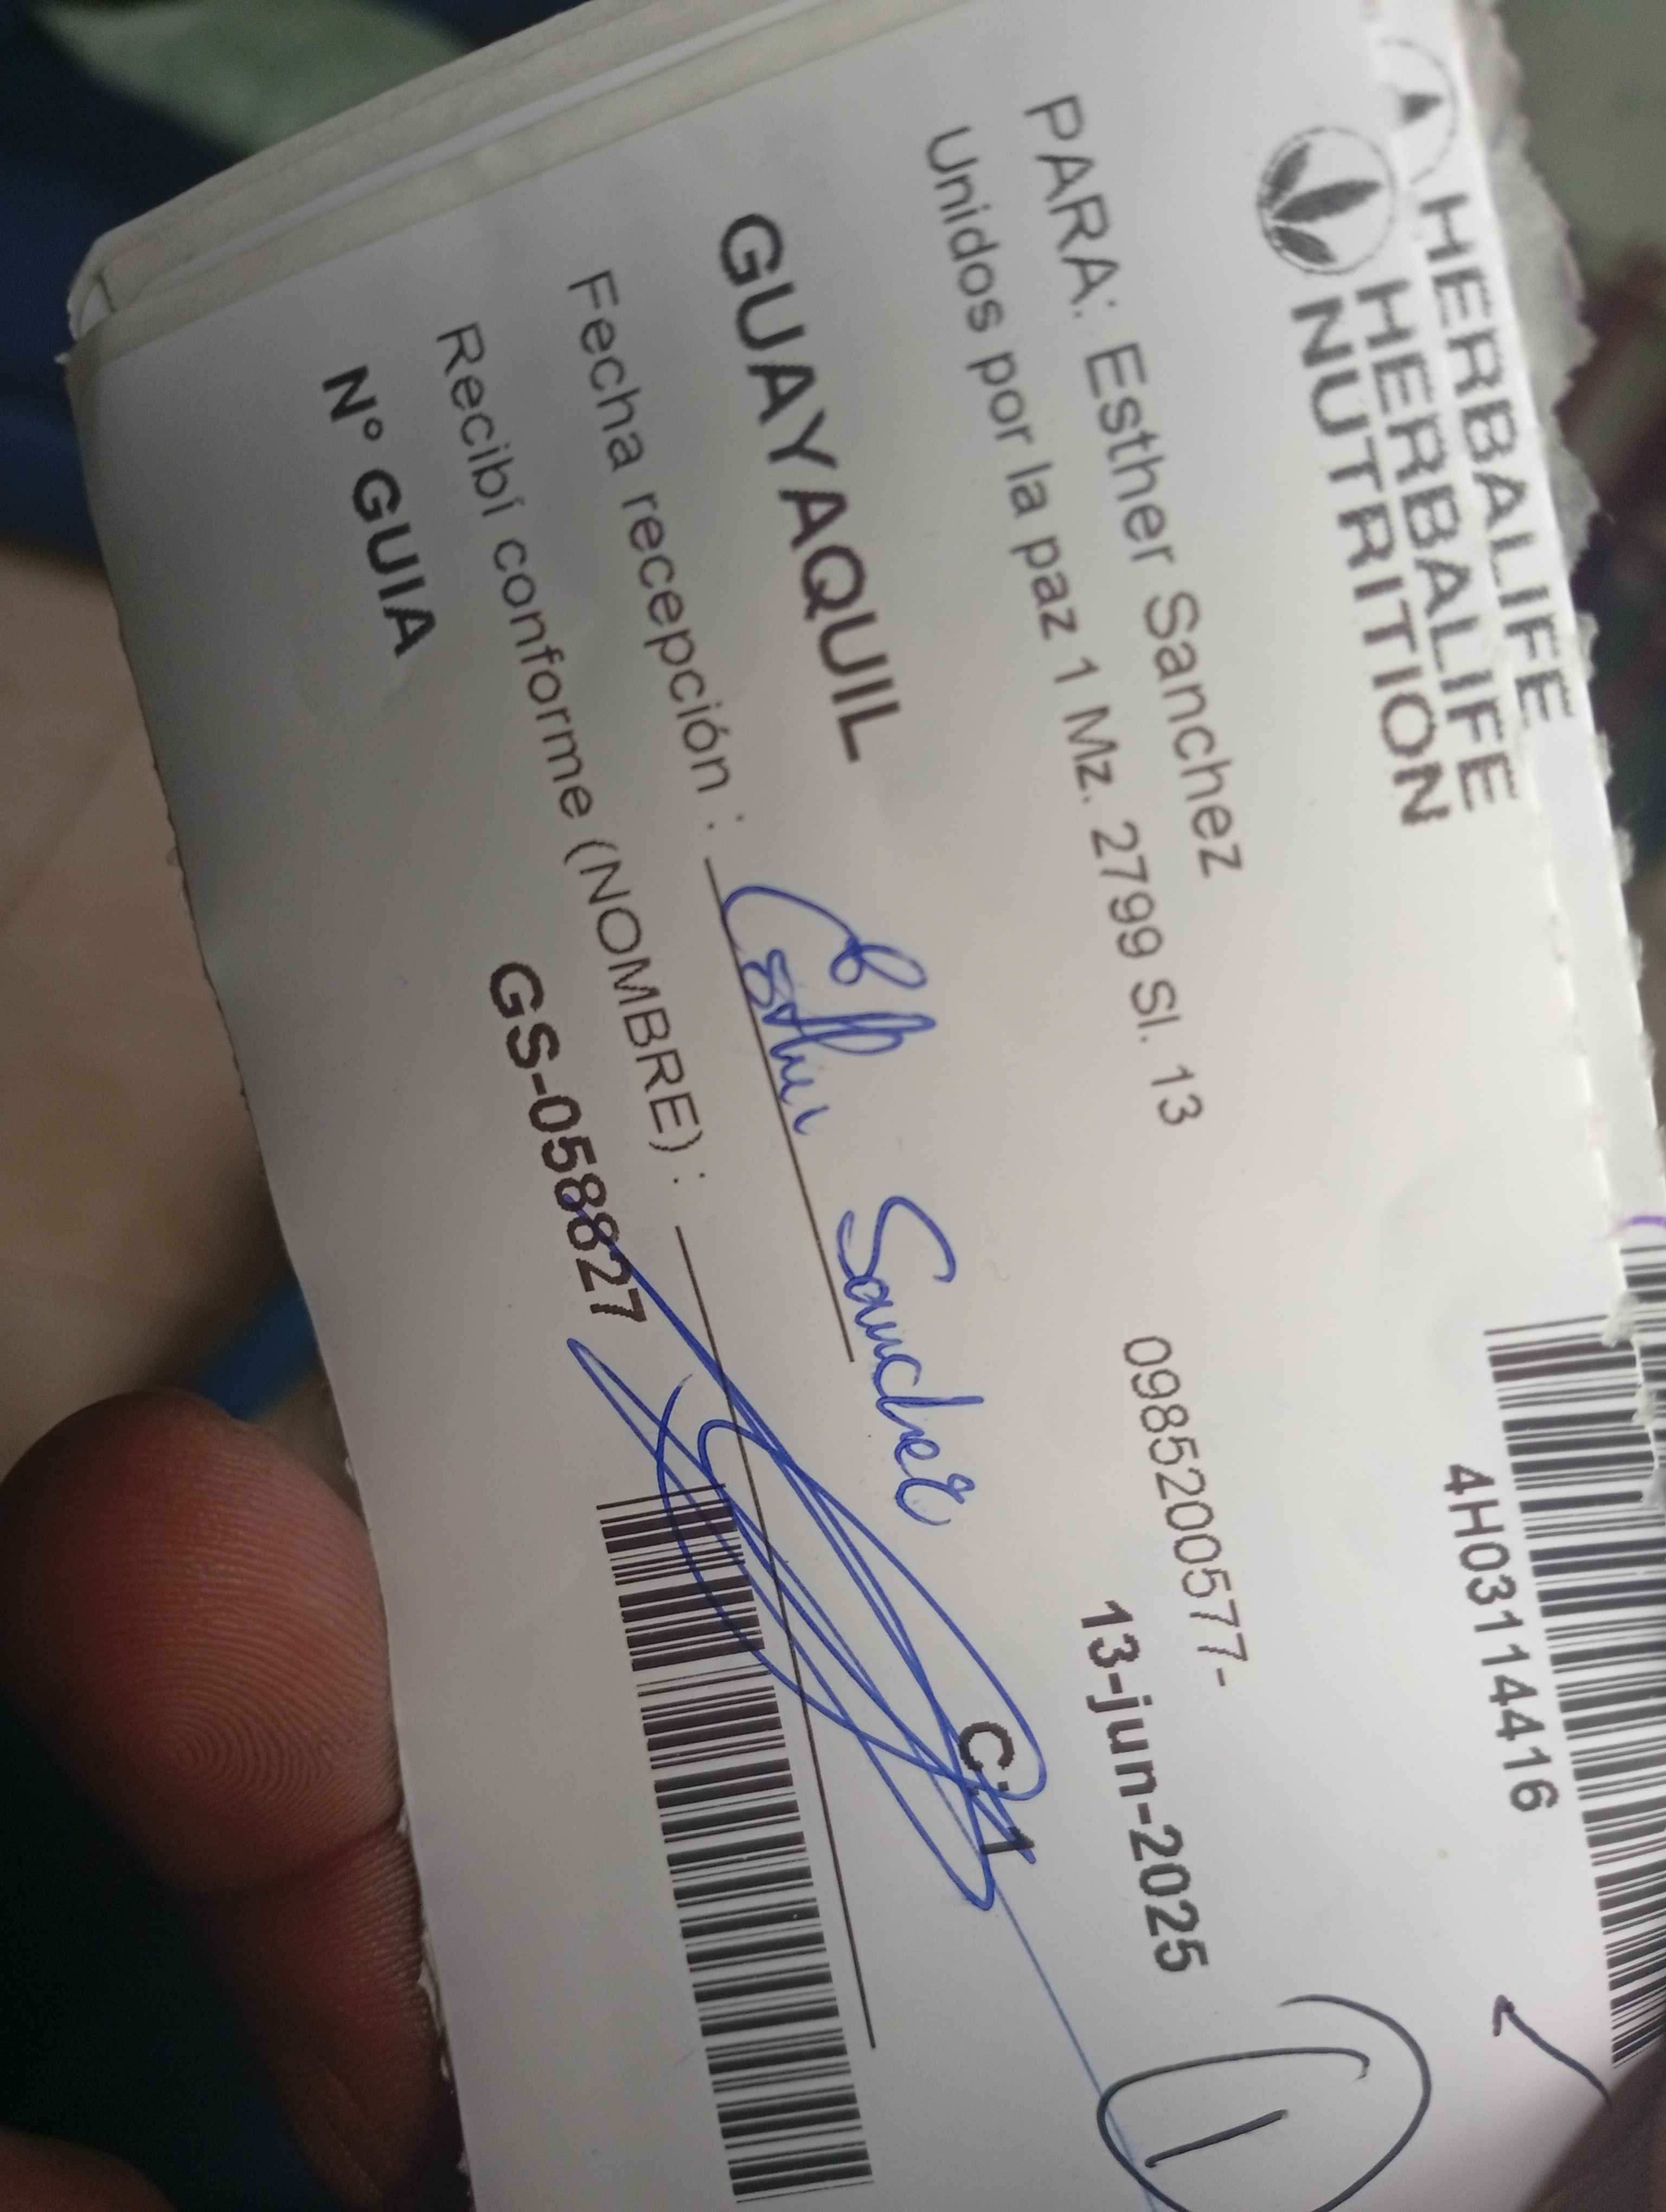 HERBALIFE
HERBALIFE
NUTRITION
4H03114416
PARA: Esther Sanchez
0985200577-
Unidos por la paz 1 Mz. 2799 Sl. 13
13-jun-2025
1
GUAYAQUIL
C: 1
Fecha recepción : Esther Sanchez
Recibí conforme (NOMBRE) :
N° GUIA GS-058827